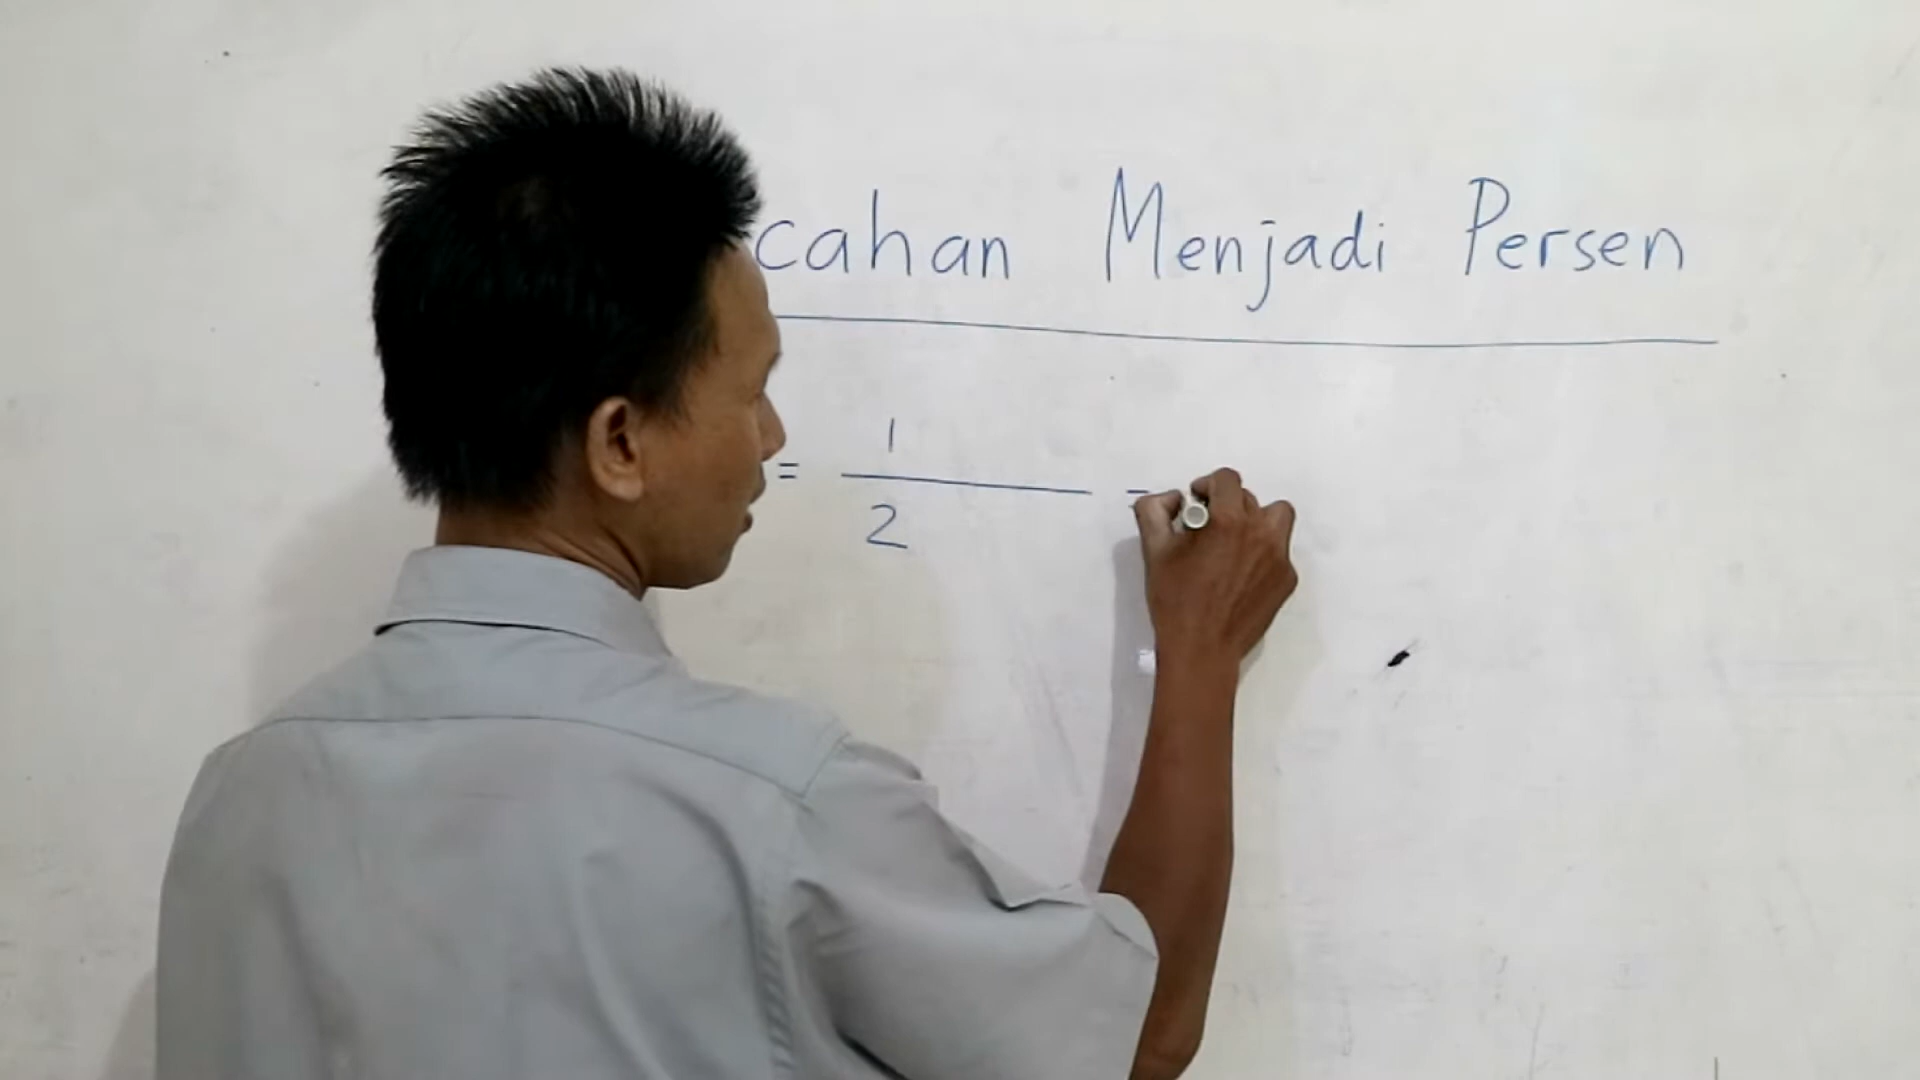 cahan Menjadi Persen
= 1/2 =